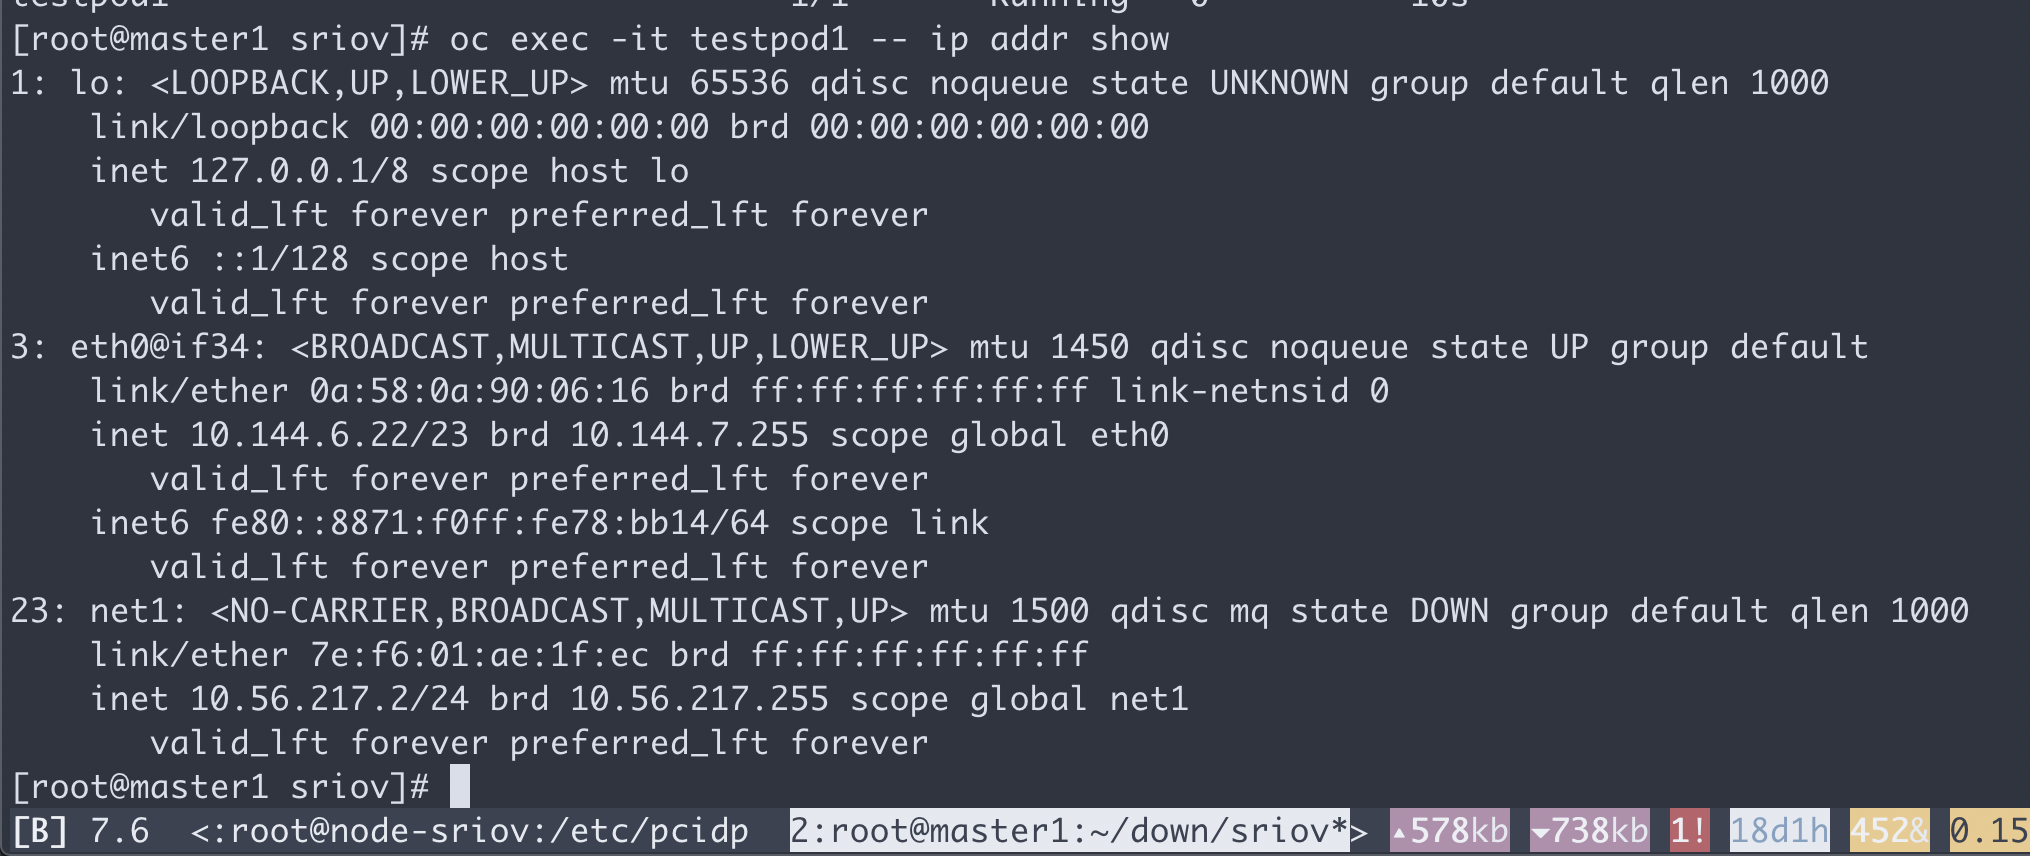 testpod1 1/1 Running 0 10s
[root@master1 sriov]# oc exec -it testpod1 -- ip addr show
1: lo: <LOOPBACK,UP,LOWER_UP> mtu 65536 qdisc noqueue state UNKNOWN group default qlen 1000
    link/loopback 00:00:00:00:00:00 brd 00:00:00:00:00:00
    inet 127.0.0.1/8 scope host lo
       valid_lft forever preferred_lft forever
    inet6 ::1/128 scope host
       valid_lft forever preferred_lft forever
3: eth0@if34: <BROADCAST,MULTICAST,UP,LOWER_UP> mtu 1450 qdisc noqueue state UP group default
    link/ether 0a:58:0a:90:06:16 brd ff:ff:ff:ff:ff:ff link-netnsid 0
    inet 10.144.6.22/23 brd 10.144.7.255 scope global eth0
       valid_lft forever preferred_lft forever
    inet6 fe80::8871:f0ff:fe78:bb14/64 scope link
       valid_lft forever preferred_lft forever
23: net1: <NO-CARRIER,BROADCAST,MULTICAST,UP> mtu 1500 qdisc mq state DOWN group default qlen 1000
    link/ether 7e:f6:01:ae:1f:ec brd ff:ff:ff:ff:ff:ff
    inet 10.56.217.2/24 brd 10.56.217.255 scope global net1
       valid_lft forever preferred_lft forever
[root@master1 sriov]#
[B] 7.6 <:root@node-sriov:/etc/pcidp 2:root@master1:~/down/sriov*> ▴578kb ▾738kb 1! 18d1h 452& 0.15